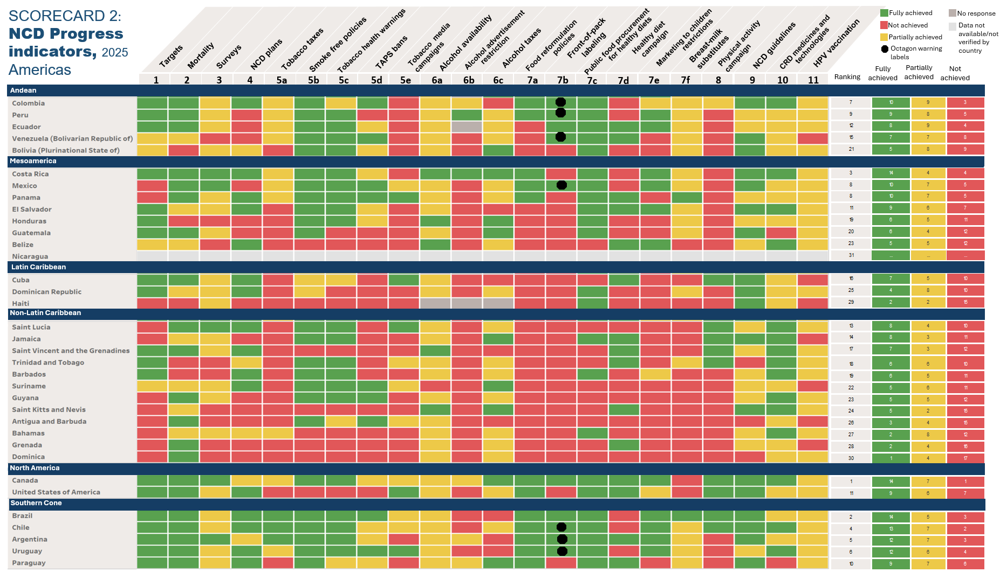 SCORECARD 2:
NCD Progress
indicators, 2025
Americas
Targets
Mortality
Surveys
NCD plans
Tobacco taxes
Smoke free policies
Tobacco health warnings
TAPS bans
Tobacco media
campaigns
Alcohol availability
Alcohol advertisement
restriction
Alcohol taxes
Food reformulation
policies
Front-of-pack
labeling
Public food procurement
for healthy diets
Healthy diet
campaign
Marketing to children
restrictions
Breast-milk
substitutes
Physical activity
campaign
NCD guidelines
CRD medicines and
technologies
HPV vaccination
Fully achieved
Not achieved
Partially achieved
Octagon warning
labels
No response
Data not
available/not
verified by
country
1 2 3 4 5a 5b 5c 5d 5e 6a 6b 6c 7a 7b 7c 7d 7e 7f 8 9 10 11
Ranking
Fully
achieved
Partially
achieved
Not
achieved
Andean
Colombia 7 10 9 3
Peru 9 9 8 5
Ecuador 12 8 9 4
Venezuela (Bolivarian Republic of) 15 7 7 8
Bolivia (Plurinational State of) 21 5 8 9
Mesoamerica
Costa Rica 3 14 4 4
Mexico 8 10 7 5
Panama 8 10 7 5
El Salvador 11 9 6 7
Honduras 19 6 5 11
Guatemala 20 6 4 12
Belize 23 5 5 12
Nicaragua 31 ... ... ...
Latin Caribbean
Cuba 16 7 5 10
Dominican Republic 25 4 8 10
Haiti 29 2 2 15
Non-Latin Caribbean
Saint Lucia 13 8 4 10
Jamaica 14 8 3 11
Saint Vincent and the Grenadines 17 7 3 12
Trinidad and Tobago 18 6 6 10
Barbados 19 6 5 11
Suriname 22 5 6 11
Guyana 23 5 5 12
Saint Kitts and Nevis 24 5 2 15
Antigua and Barbuda 26 3 4 15
Bahamas 27 2 8 12
Grenada 28 2 4 16
Dominica 30 1 4 17
North America
Canada 1 14 7 1
United States of America 11 9 6 7
Southern Cone
Brazil 2 14 5 3
Chile 4 13 7 2
Argentina 5 12 7 3
Uruguay 6 12 6 4
Paraguay 10 9 7 6